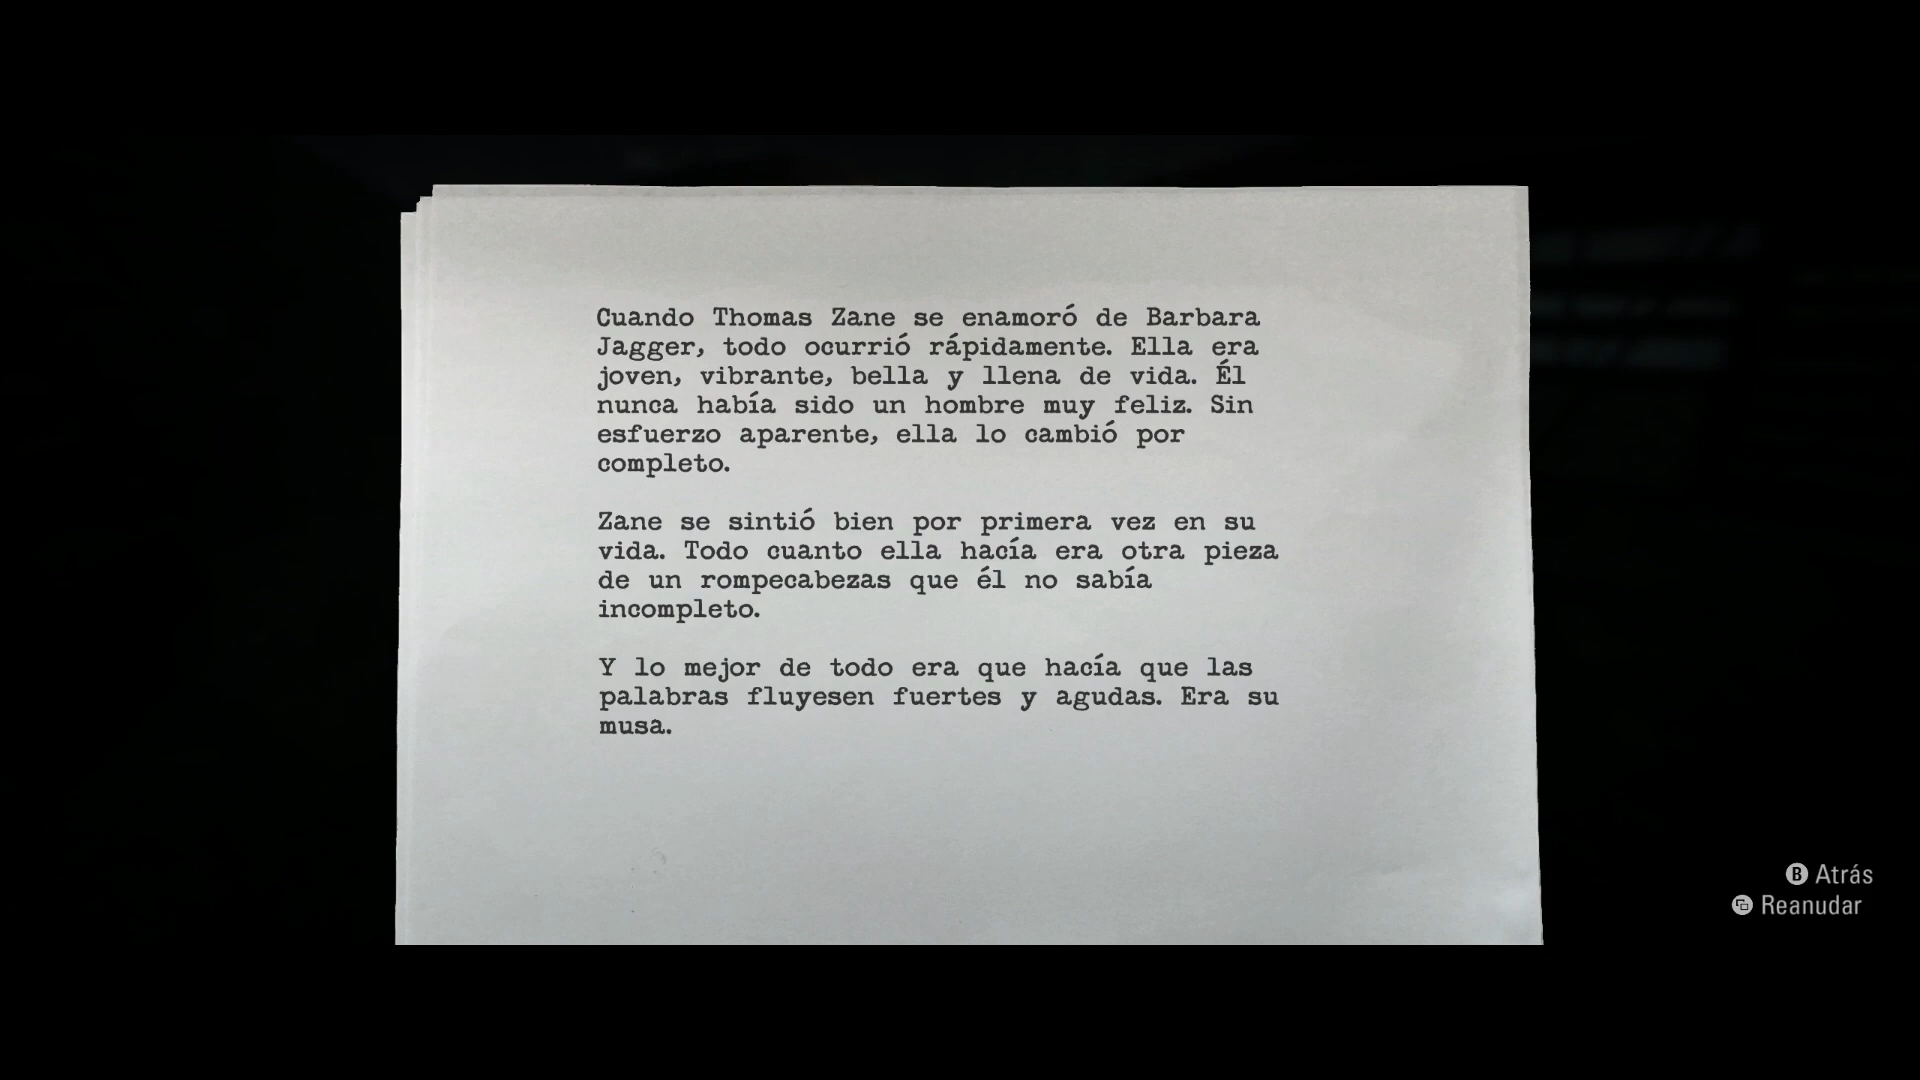 Cuando Thomas Zane se enamoró de Barbara
Jagger, todo ocurrió rápidamente. Ella era
joven, vibrante, bella y llena de vida. Él
nunca había sido un hombre muy feliz. Sin
esfuerzo aparente, ella lo cambió por
completo.
Zane se sintió bien por primera vez en su
vida. Todo cuanto ella hacía era otra pieza
de un rompecabezas que él no sabía
incompleto.
Y lo mejor de todo era que hacía que las
palabras fluyesen fuertes y agudas. Era su
musa.
B Atrás
Reanudar